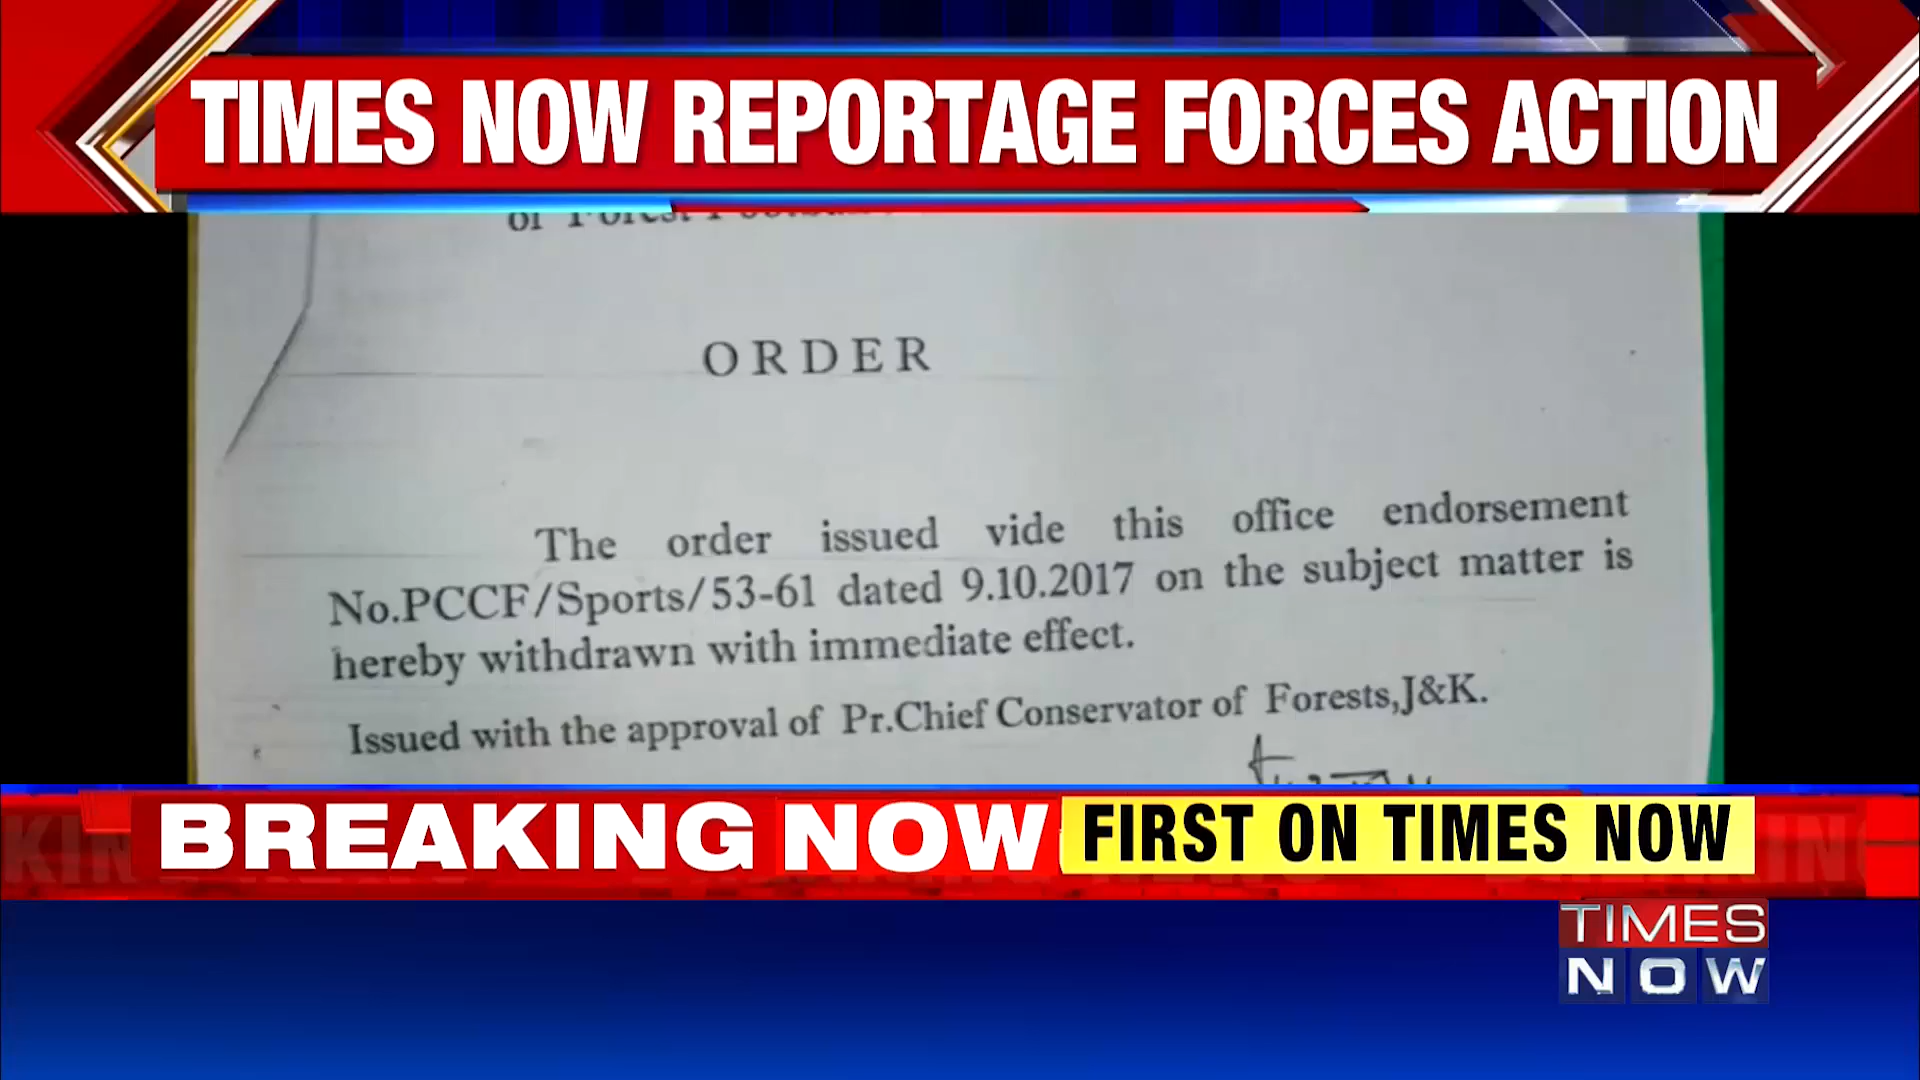 TIMES NOW REPORTAGE FORCES ACTION
of Forest
ORDER
The order issued vide this office endorsement
No.PCCF/Sports/53-61 dated 9.10.2017 on the subject matter is
hereby withdrawn with immediate effect.
Issued with the approval of Pr.Chief Conservator of Forests,J&K.
BREAKING NOW
FIRST ON TIMES NOW
TIMES
NOW